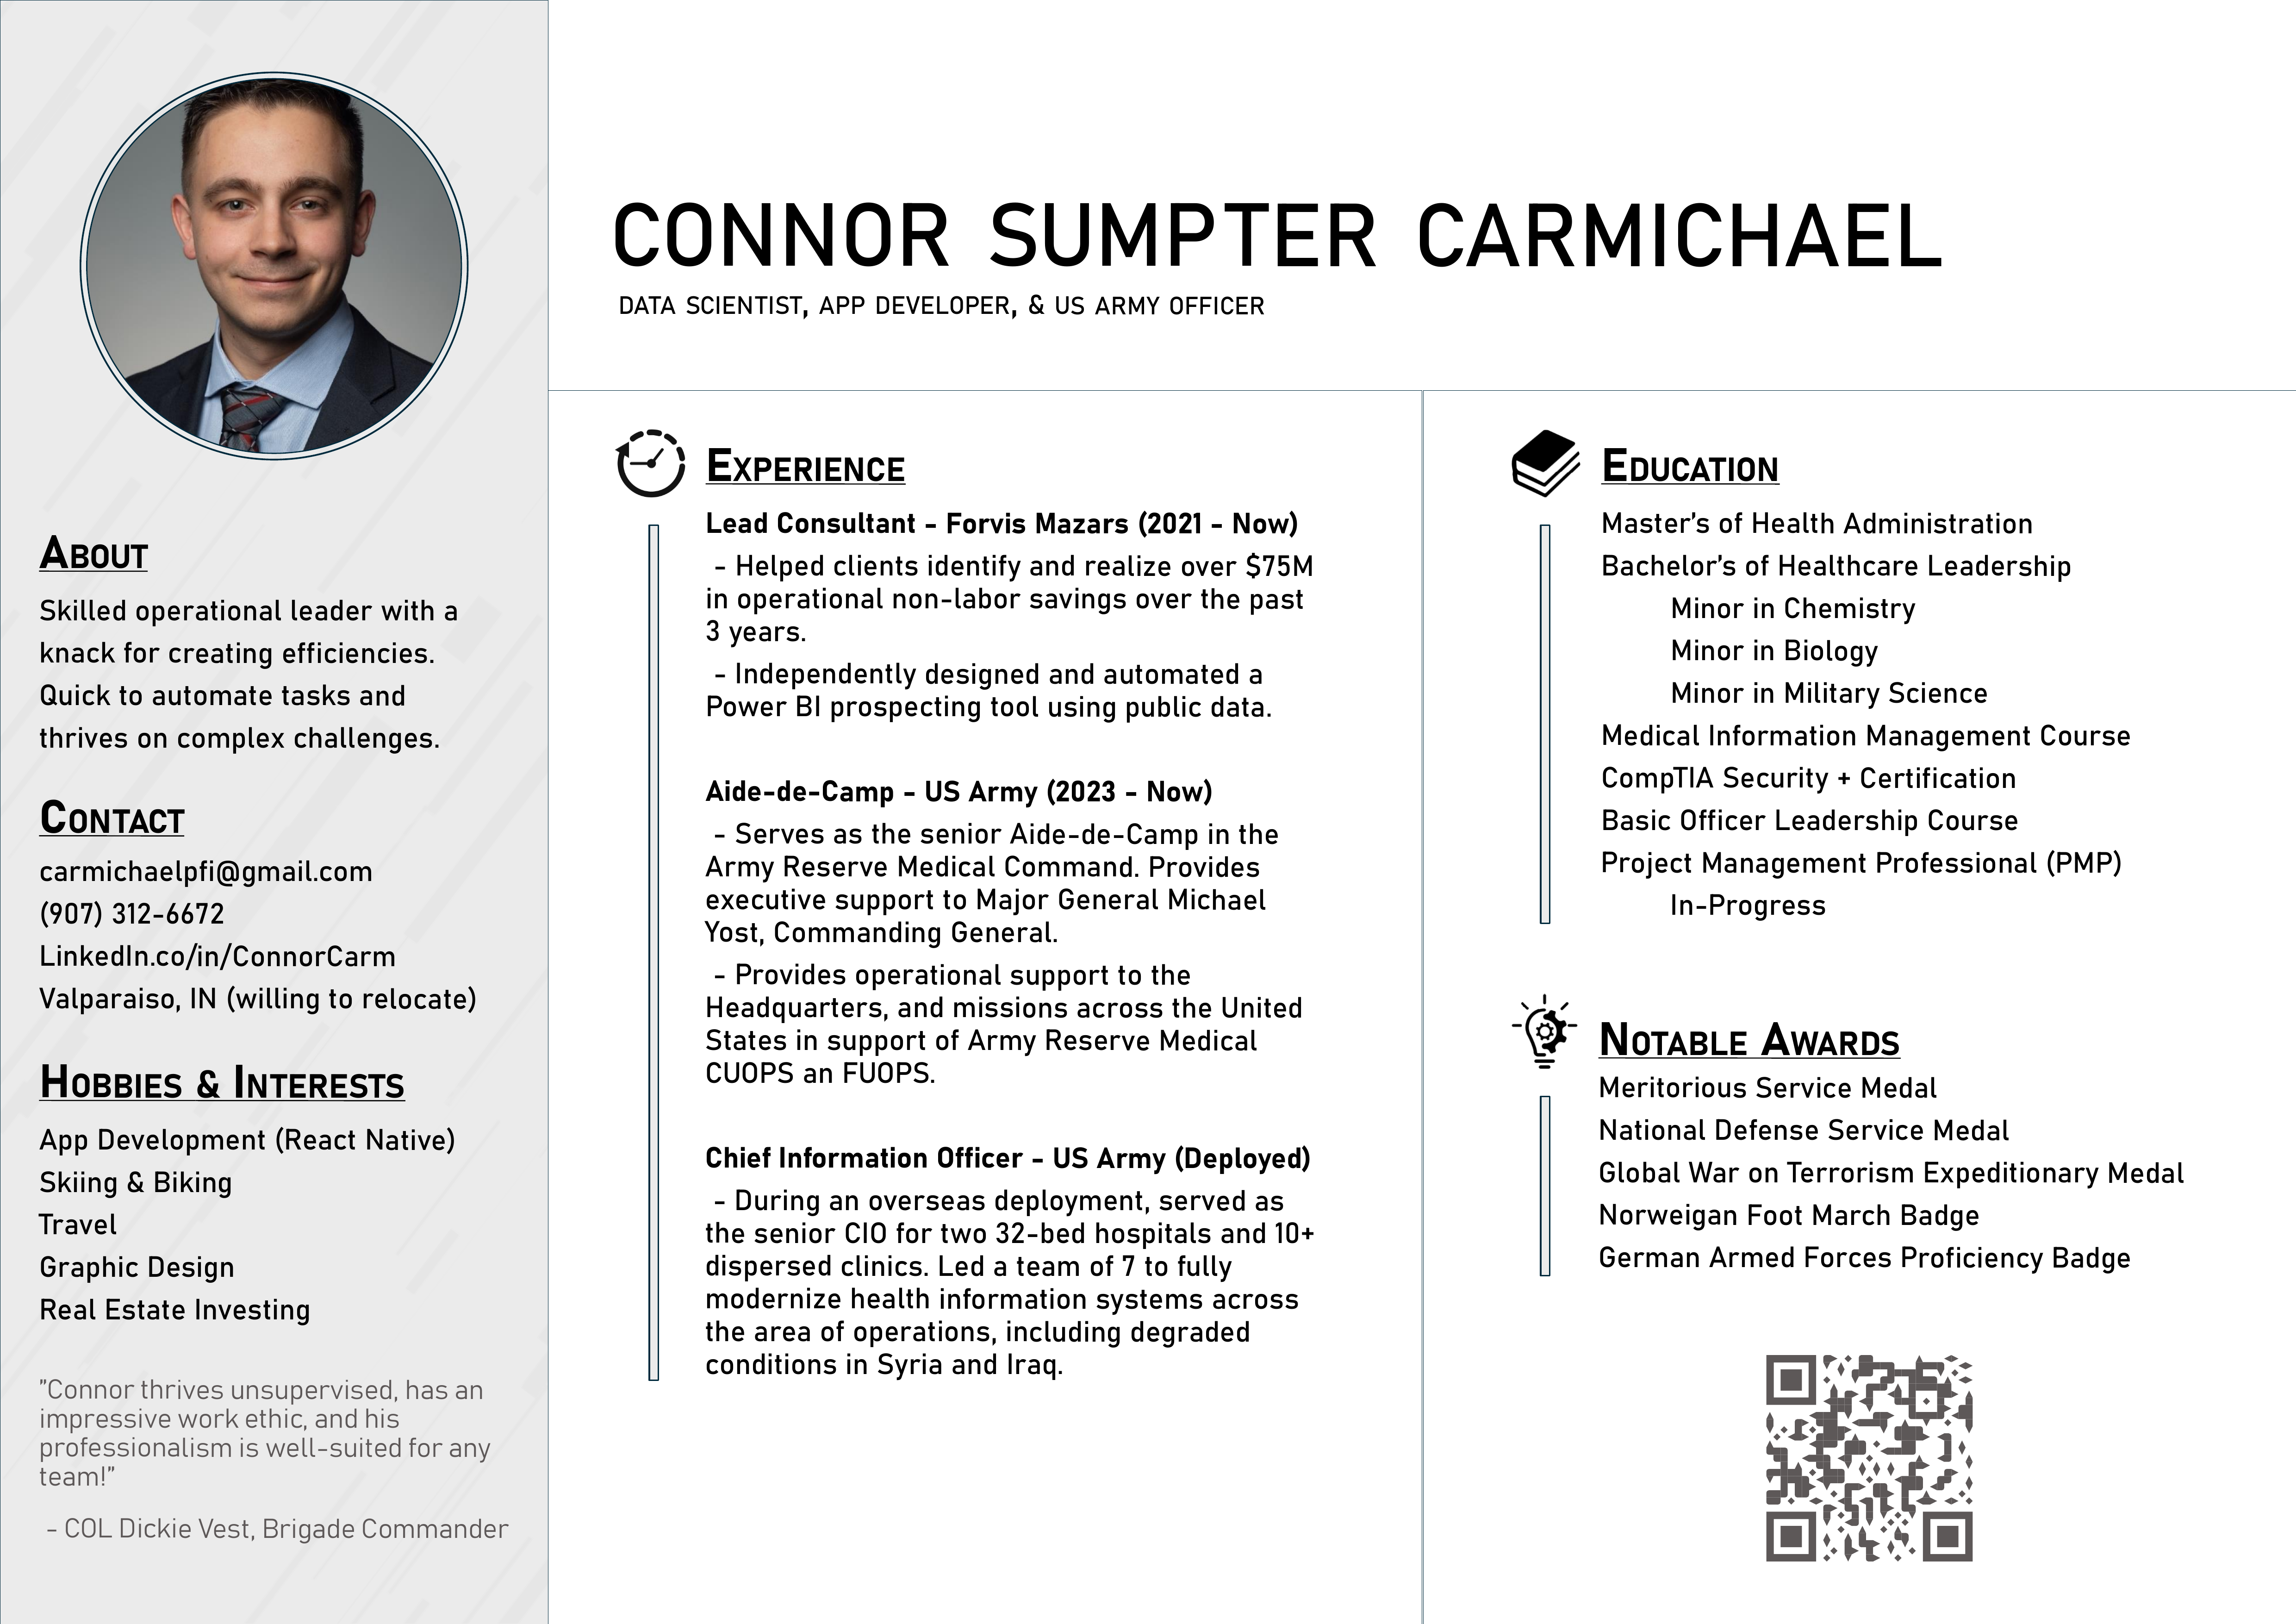 CONNOR SUMPTER CARMICHAEL
DATA SCIENTIST, APP DEVELOPER, & US ARMY OFFICER
ABOUT
Skilled operational leader with a
knack for creating efficiencies.
Quick to automate tasks and
thrives on complex challenges.
CONTACT
carmichaelpfi@gmail.com
(907) 312-6672
LinkedIn.co/in/ConnorCarm
Valparaiso, IN (willing to relocate)
HOBBIES & INTERESTS
App Development (React Native)
Skiing & Biking
Travel
Graphic Design
Real Estate Investing
"Connor thrives unsupervised, has an
impressive work ethic, and his
professionalism is well-suited for any
team!"
- COL Dickie Vest, Brigade Commander
EXPERIENCE
Lead Consultant - Forvis Mazars (2021 - Now)
- Helped clients identify and realize over $75M
in operational non-labor savings over the past
3 years.
- Independently designed and automated a
Power BI prospecting tool using public data.
Aide-de-Camp - US Army (2023 - Now)
- Serves as the senior Aide-de-Camp in the
Army Reserve Medical Command. Provides
executive support to Major General Michael
Yost, Commanding General.
- Provides operational support to the
Headquarters, and missions across the United
States in support of Army Reserve Medical
CUOPS an FUOPS.
Chief Information Officer - US Army (Deployed)
- During an overseas deployment, served as
the senior CIO for two 32-bed hospitals and 10+
dispersed clinics. Led a team of 7 to fully
modernize health information systems across
the area of operations, including degraded
conditions in Syria and Iraq.
EDUCATION
Master's of Health Administration
Bachelor's of Healthcare Leadership
Minor in Chemistry
Minor in Biology
Minor in Military Science
Medical Information Management Course
CompTIA Security + Certification
Basic Officer Leadership Course
Project Management Professional (PMP)
In-Progress
NOTABLE AWARDS
Meritorious Service Medal
National Defense Service Medal
Global War on Terrorism Expeditionary Medal
Norweigan Foot March Badge
German Armed Forces Proficiency Badge